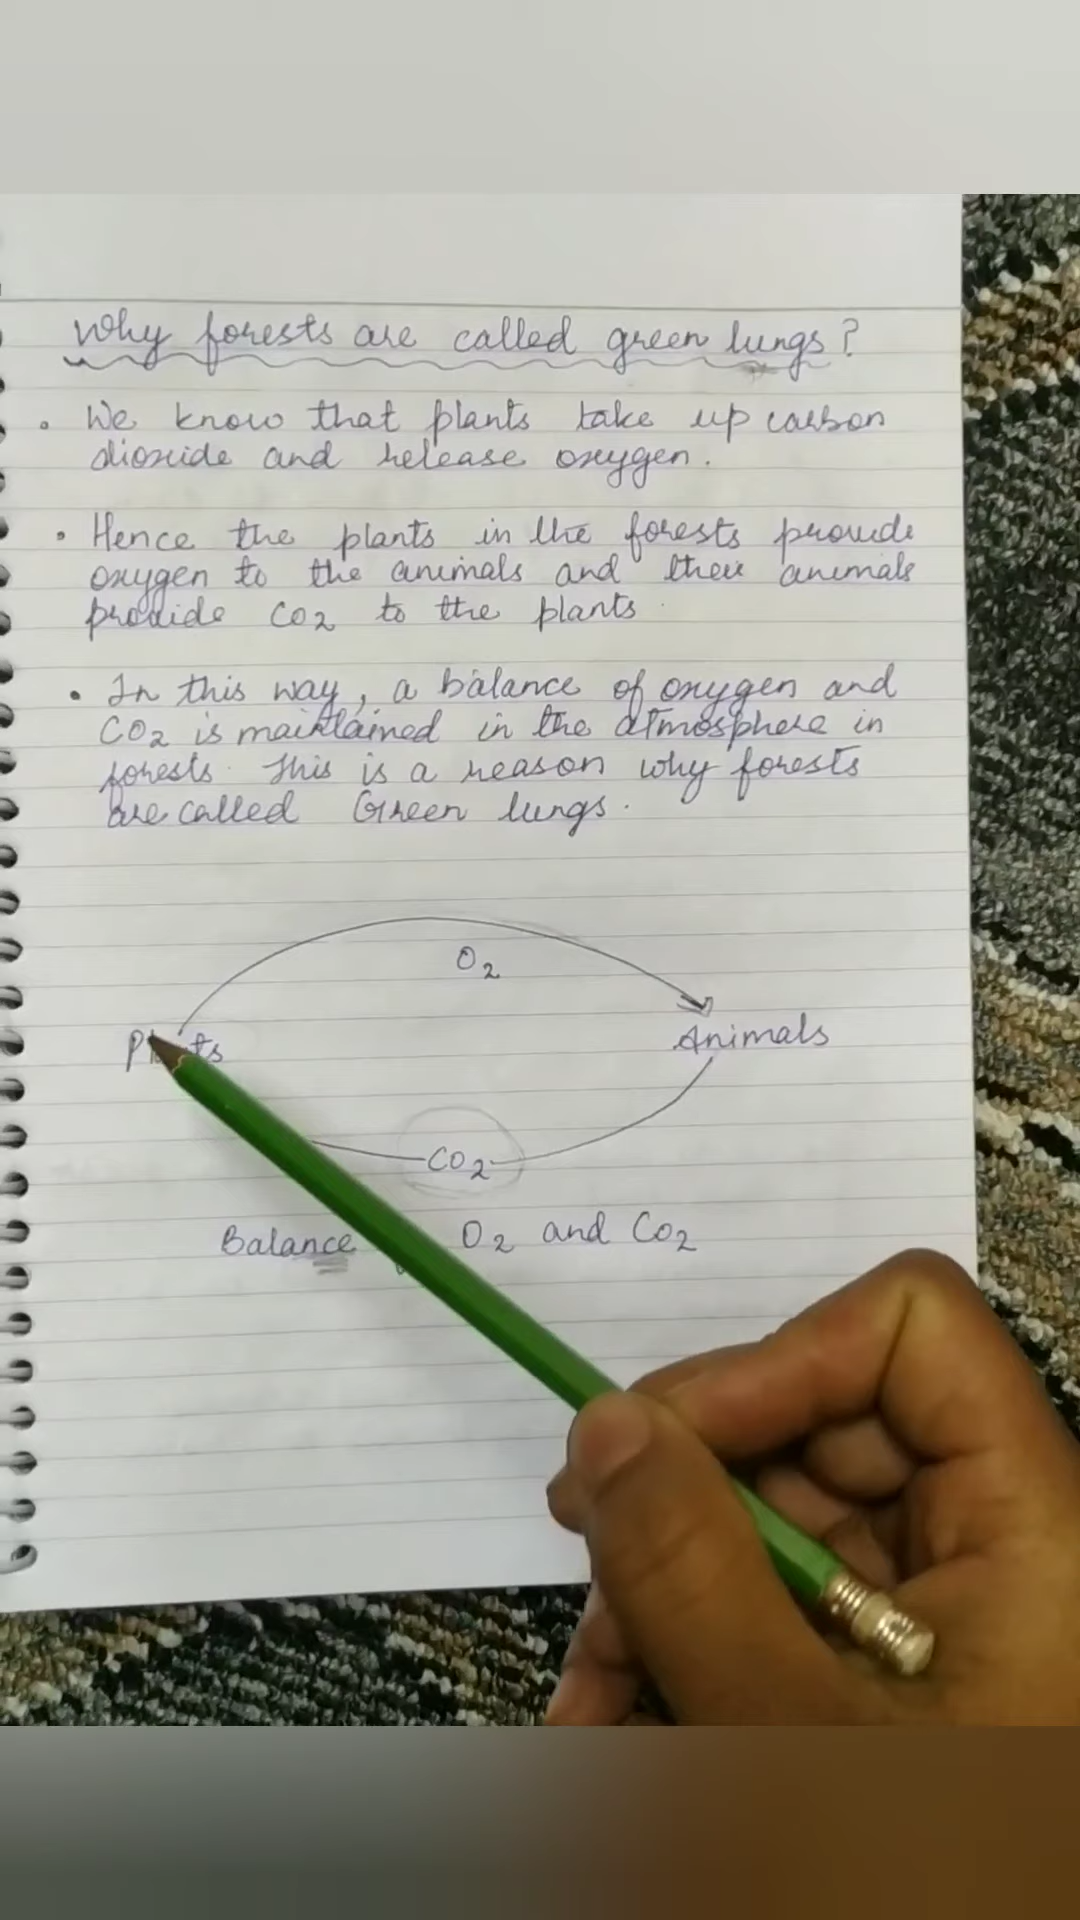 Why forests are called green lungs?
• We know that plants take up carbon
dioxide and release oxygen.
• Hence the plants in the forests provide
oxygen to the animals and their animals
provide CO2 to the plants.
• In this way, a balance of oxygen and
CO2 is maintained in the atmosphere in
forests. This is a reason why forests
are called Green lungs.
O2
Plants
Animals
CO2
Balance O2 and CO2